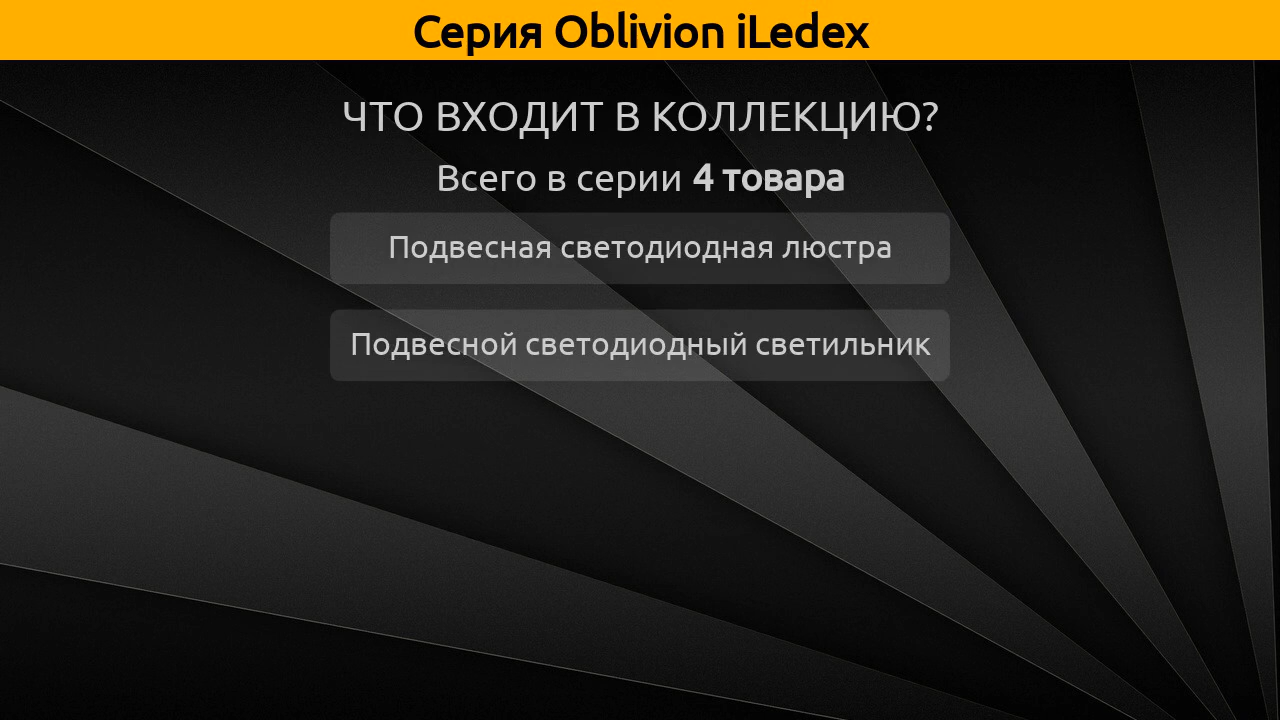 Серия Oblivion iLedex
ЧТО ВХОДИТ В КОЛЛЕКЦИЮ?
Всего в серии 4 товара
Подвесная светодиодная люстра
Подвесной светодиодный светильник